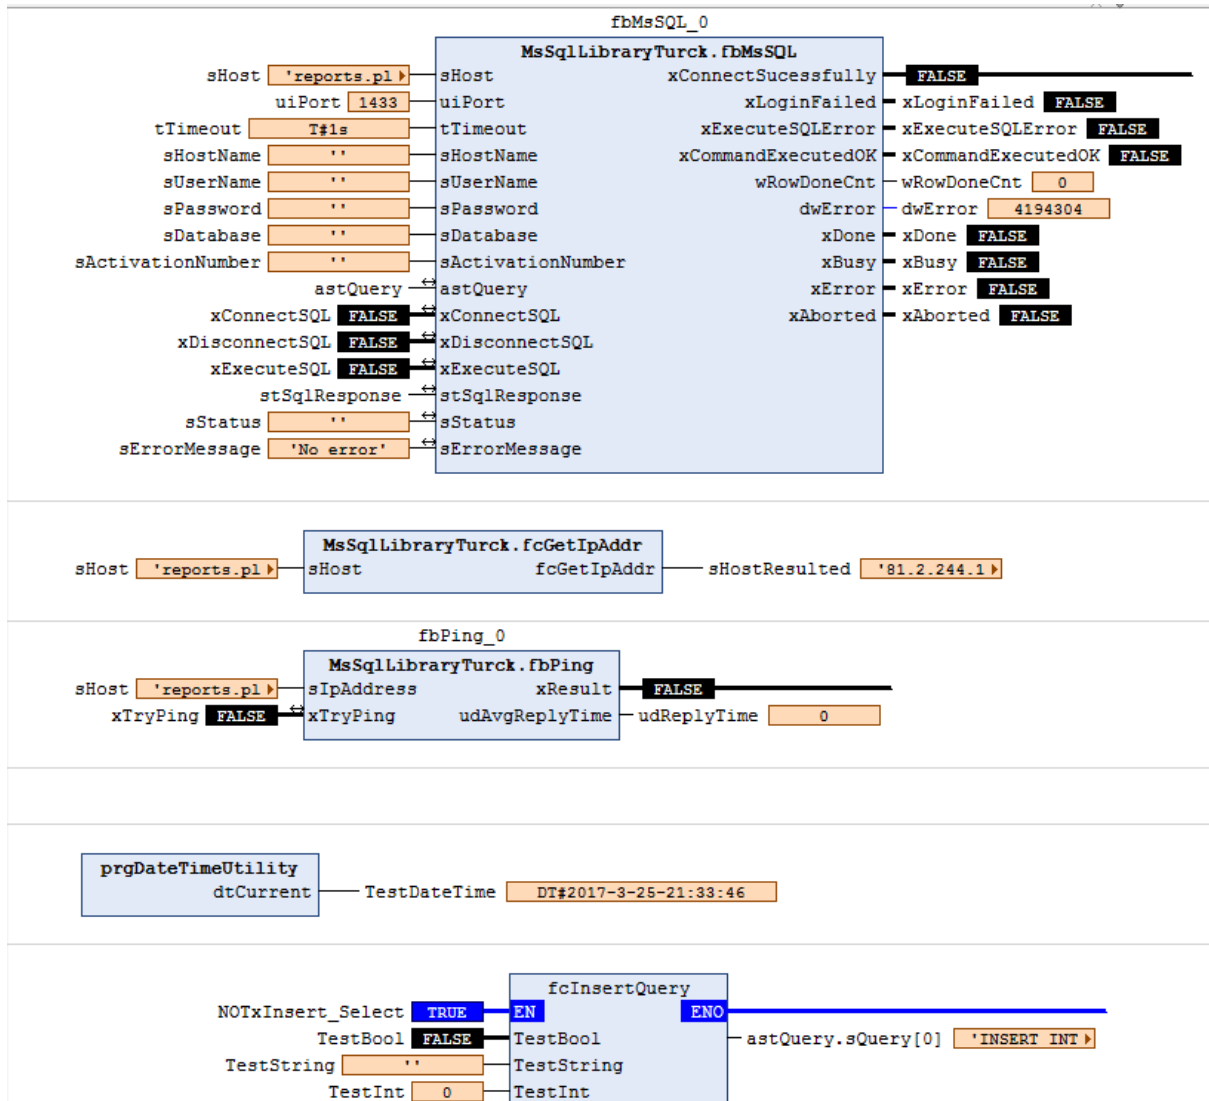 fbMsSQL_0
MsSqlLibraryTurck.fbMsSQL
sHost 'reports.pl sHost xConnectSucessfully FALSE
uiPort 1433 uiPort xLoginFailed xLoginFailed FALSE
tTimeout T#1s tTimeout xExecuteSQLError xExecuteSQLError FALSE
sHostName '' sHostName xCommandExecutedOK xCommandExecutedOK FALSE
sUserName '' sUserName wRowDoneCnt wRowDoneCnt 0
sPassword '' sPassword dwError dwError 4194304
sDatabase '' sDatabase xDone xDone FALSE
sActivationNumber '' sActivationNumber xBusy xBusy FALSE
astQuery astQuery xError xError FALSE
xConnectSQL FALSE xConnectSQL xAborted xAborted FALSE
xDisconnectSQL FALSE xDisconnectSQL
xExecuteSQL FALSE xExecuteSQL
stSqlResponse stSqlResponse
sStatus '' sStatus
sErrorMessage 'No error' sErrorMessage
MsSqlLibraryTurck.fcGetIpAddr
sHost 'reports.pl sHost fcGetIpAddr sHostResulted '81.2.244.1
fbPing_0
MsSqlLibraryTurck.fbPing
sHost 'reports.pl sIpAddress xResult FALSE
xTryPing FALSE xTryPing udAvgReplyTime udReplyTime 0
prgDateTimeUtility
dtCurrent TestDateTime DT#2017-3-25-21:33:46
fcInsertQuery
NOTxInsert_Select TRUE EN ENO
TestBool FALSE TestBool astQuery.sQuery[0] 'INSERT INT
TestString '' TestString
TestInt 0 TestInt